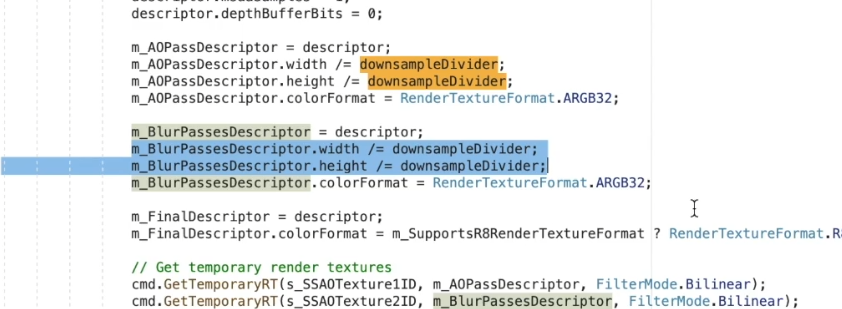 descriptor.depthBufferBits = 0;
m_AOPassDescriptor = descriptor;
m_AOPassDescriptor.width /= downsampleDivider;
m_AOPassDescriptor.height /= downsampleDivider;
m_AOPassDescriptor.colorFormat = RenderTextureFormat.ARGB32;
m_BlurPassesDescriptor = descriptor;
m_BlurPassesDescriptor.width /= downsampleDivider;
m_BlurPassesDescriptor.height /= downsampleDivider;
m_BlurPassesDescriptor.colorFormat = RenderTextureFormat.ARGB32;
m_FinalDescriptor = descriptor;
m_FinalDescriptor.colorFormat = m_SupportsR8RenderTextureFormat ? RenderTextureFormat.R
// Get temporary render textures
cmd.GetTemporaryRT(s_SSAOTexture1ID, m_AOPassDescriptor, FilterMode.Bilinear);
cmd.GetTemporaryRT(s_SSAOTexture2ID, m_BlurPassesDescriptor, FilterMode.Bilinear);